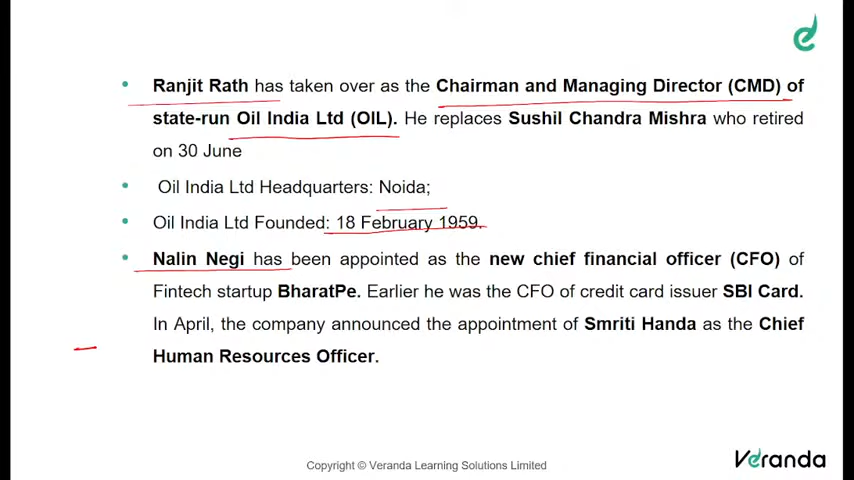 • Ranjit Rath has taken over as the Chairman and Managing Director (CMD) of
state-run Oil India Ltd (OIL). He replaces Sushil Chandra Mishra who retired
on 30 June
• Oil India Ltd Headquarters: Noida;
• Oil India Ltd Founded: 18 February 1959.
• Nalin Negi has been appointed as the new chief financial officer (CFO) of
Fintech startup BharatPe. Earlier he was the CFO of credit card issuer SBI Card.
In April, the company announced the appointment of Smriti Handa as the Chief
Human Resources Officer.
Copyright © Veranda Learning Solutions Limited
Veranda